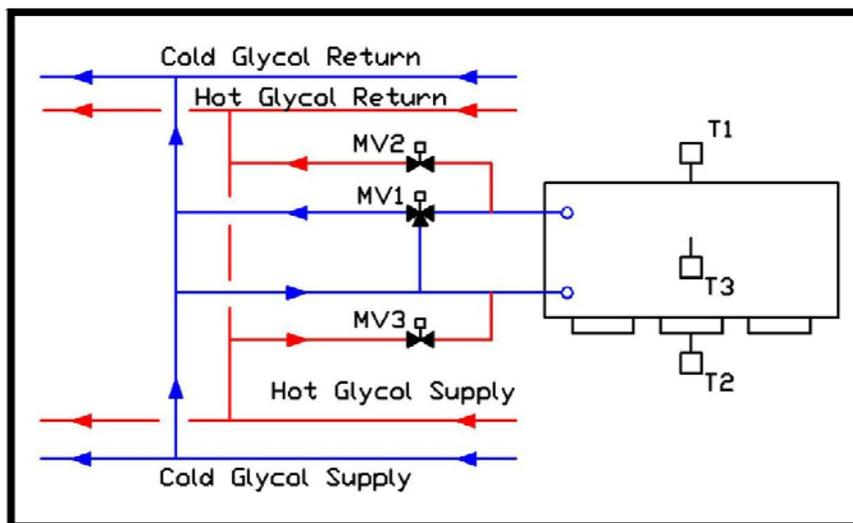 Cold Glycol Return
Hot Glycol Return
MV2
T1
MV1
T3
MV3
T2
Hot Glycol Supply
Cold Glycol Supply